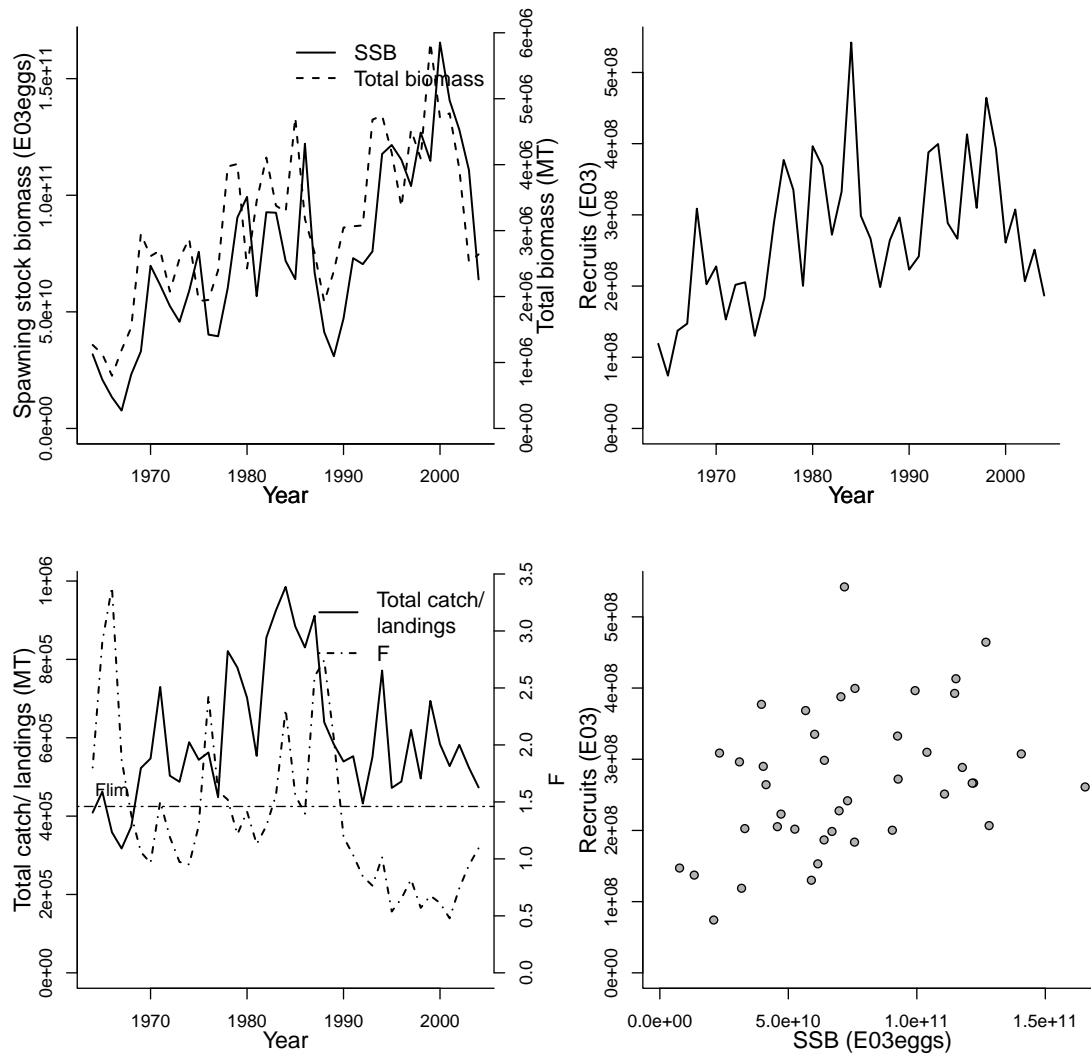 SSB
Total biomass
Spawning stock biomass (E03eggs)
0.0e+00 5.0e+10 1.0e+11 1.5e+11
Total biomass (MT)
0e+00 1e+06 2e+06 3e+06 4e+06 5e+06 6e+06
1970 1980 1990 2000
Year
Recruits (E03)
0e+00 1e+08 2e+08 3e+08 4e+08 5e+08
1970 1980 1990 2000
Year
Total catch/
landings
F
Flim
Total catch/ landings (MT)
0e+00 2e+05 4e+05 6e+05 8e+05 1e+06
F
0.0 0.5 1.0 1.5 2.0 2.5 3.0 3.5
1970 1980 1990 2000
Year
Recruits (E03)
0e+00 1e+08 2e+08 3e+08 4e+08 5e+08
0.0e+00 5.0e+10 1.0e+11 1.5e+11
SSB (E03eggs)